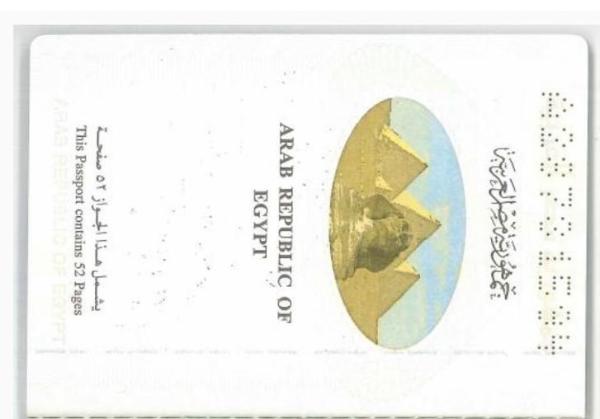 جمهورية مصر العربية
ARAB REPUBLIC OF
EGYPT
يشمل هذا الجواز ٥٢ صفحة
This Passport contains 52 Pages
ARAB REPUBLIC OF EGYPT